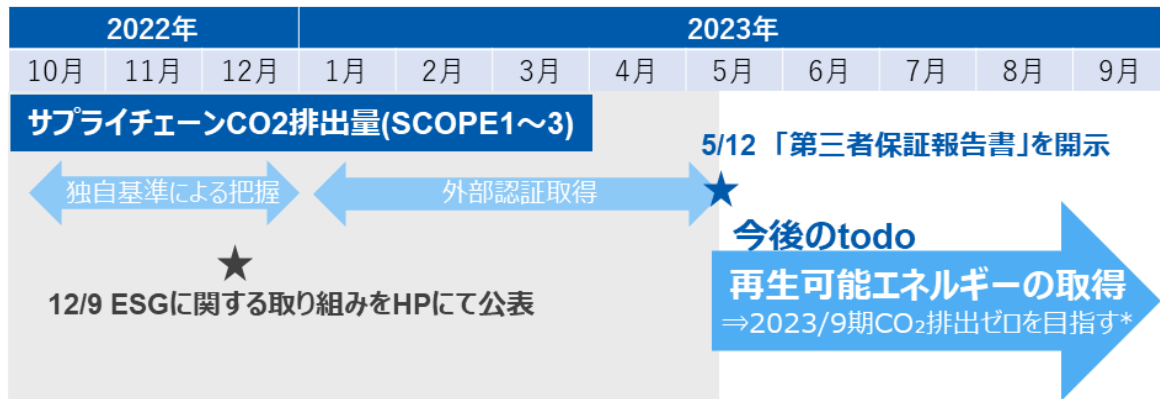 2022年 2023年
10月 11月 12月 1月 2月 3月 4月 5月 6月 7月 8月 9月
サプライチェーンCO2排出量(SCOPE1～3)
5/12 「第三者保証報告書」を開示
独自基準による把握 外部認証取得
今後のtodo
再生可能エネルギーの取得
⇒2023/9期CO₂排出ゼロを目指す*
12/9 ESGに関する取り組みをHPにて公表